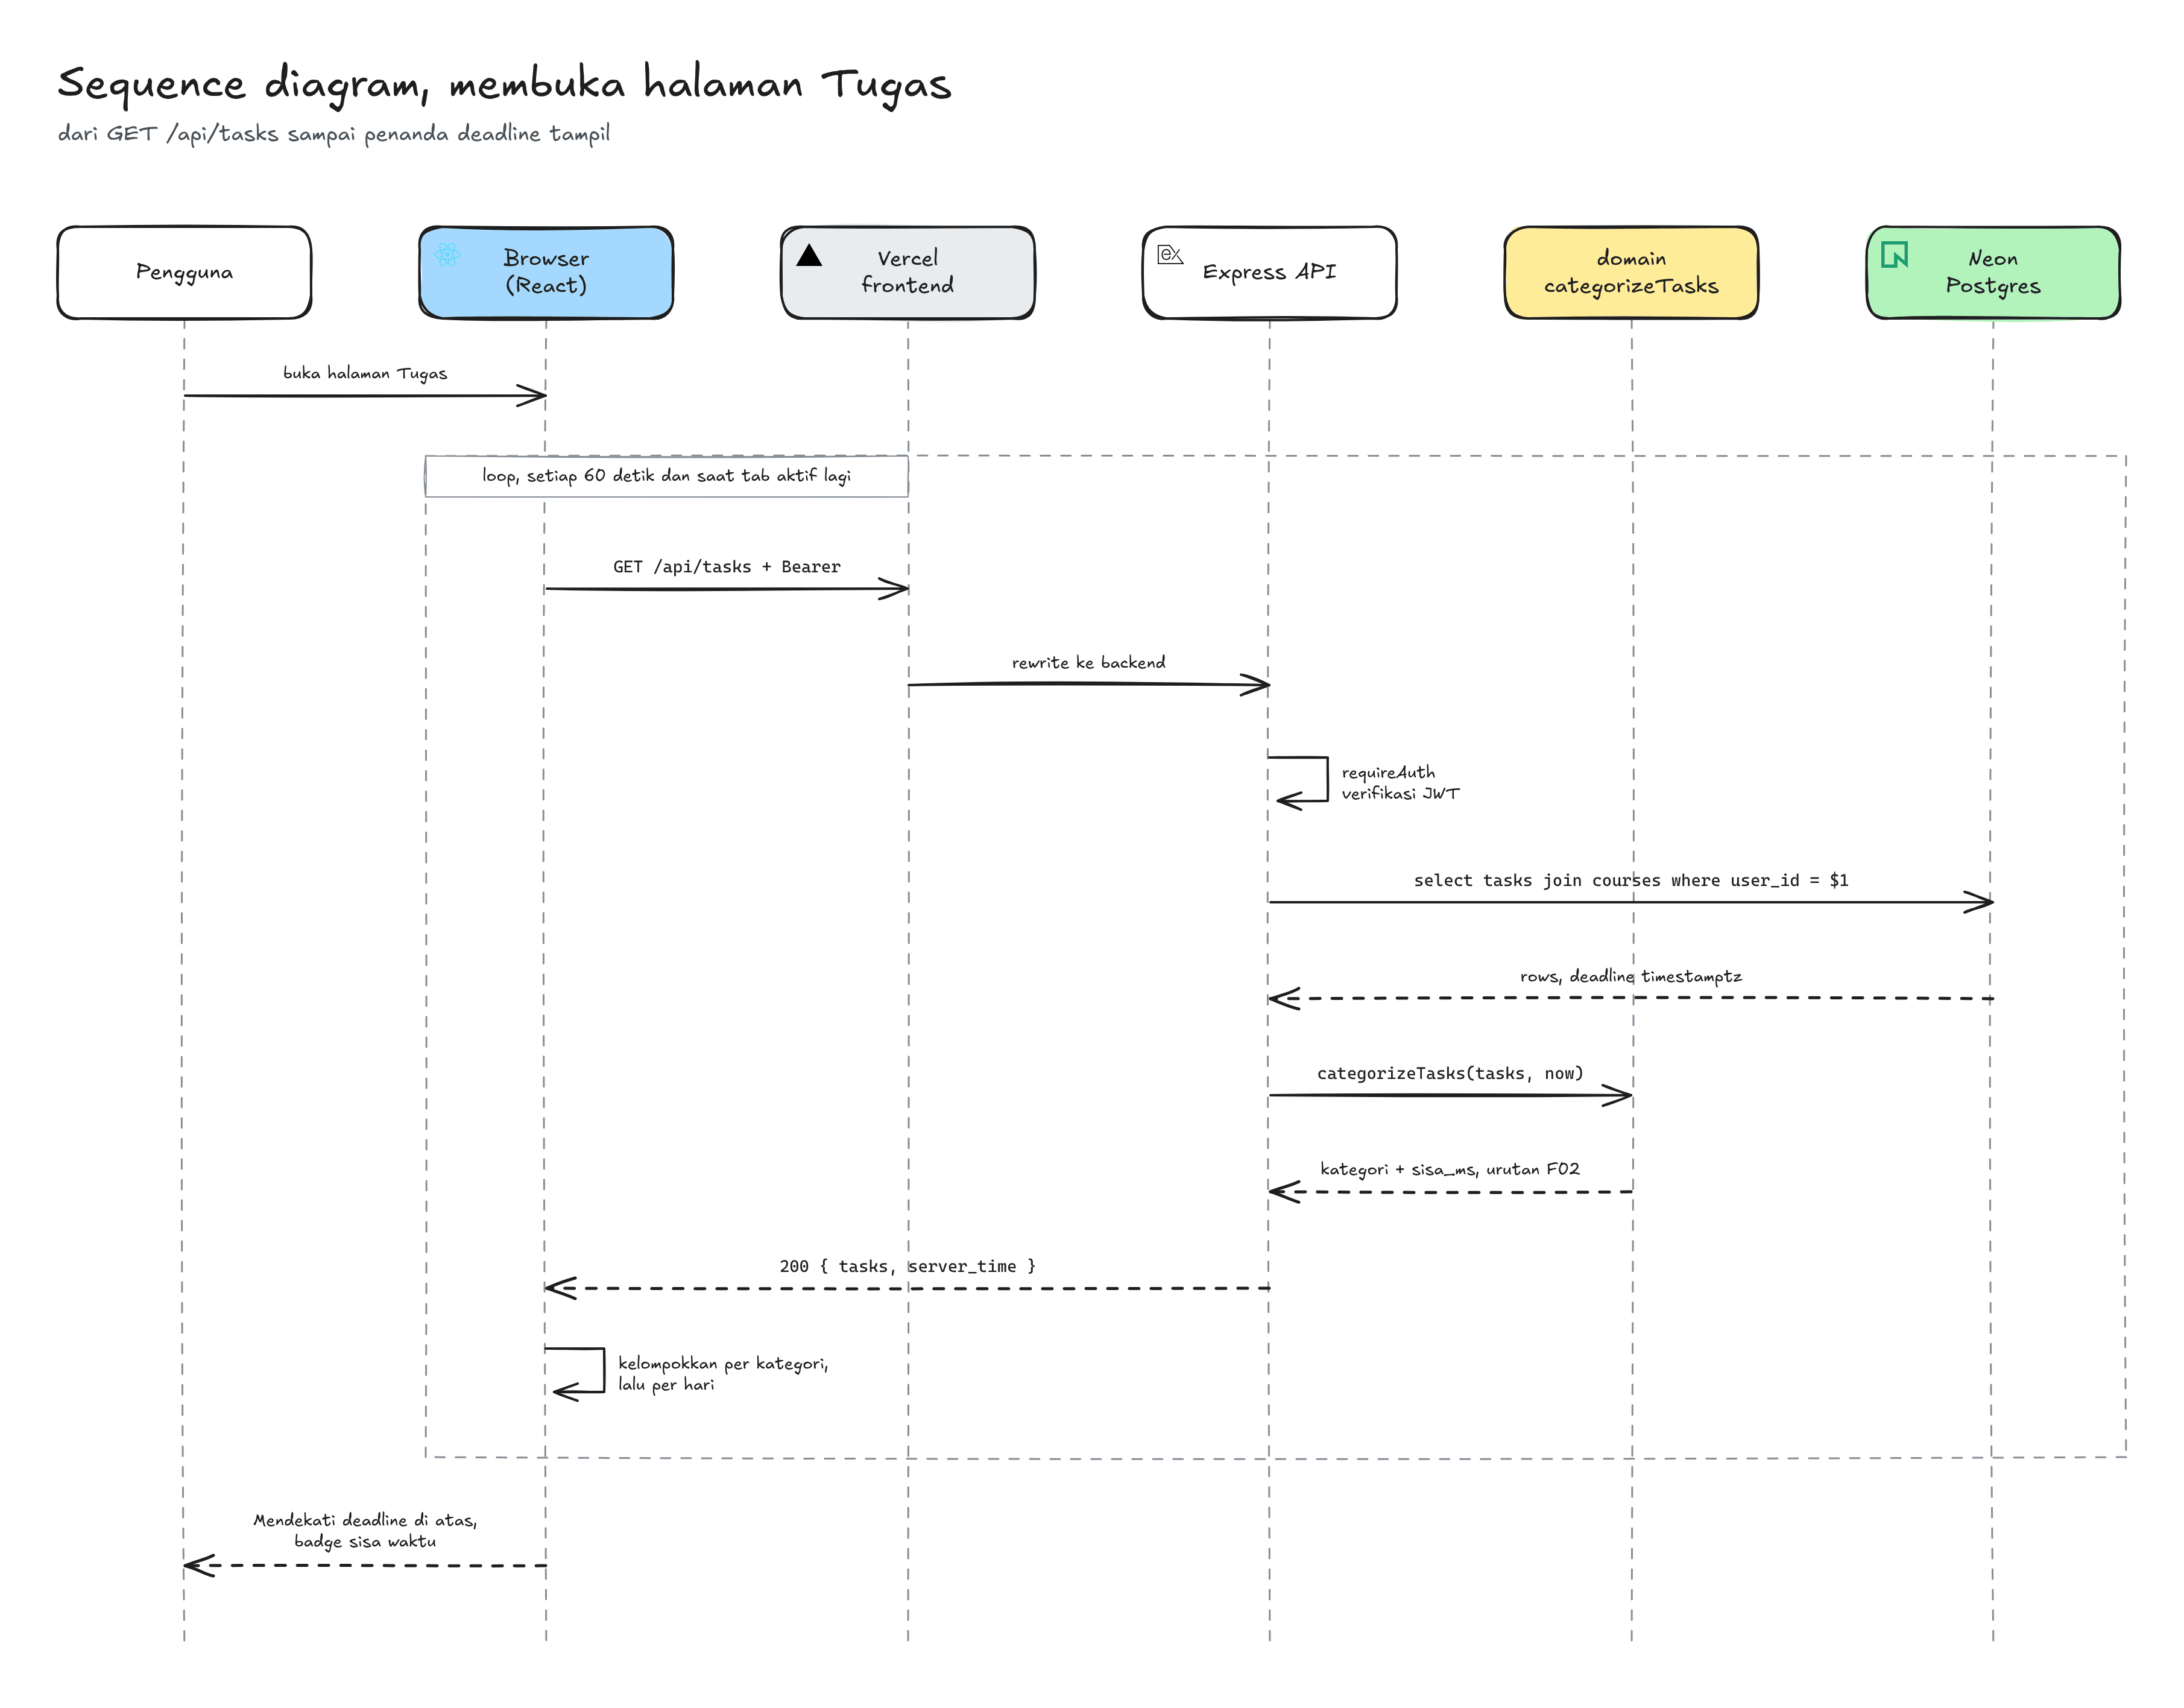 Sequence diagram, membuka halaman Tugas
dari GET /api/tasks sampai penanda deadline tampil
Pengguna
Browser
(React)
Vercel
frontend
ex
Express API
domain
categorizeTasks
Neon
Postgres
buka halaman Tugas
loop, setiap 60 detik dan saat tab aktif lagi
GET /api/tasks + Bearer
rewrite ke backend
requireAuth
verifikasi JWT
select tasks join courses where user_id = $1
rows, deadline timestamptz
categorizeTasks(tasks, now)
kategori + sisa_ms, urutan F02
200 { tasks, server_time }
kelompokkan per kategori,
lalu per hari
Mendekati deadline di atas,
badge sisa waktu